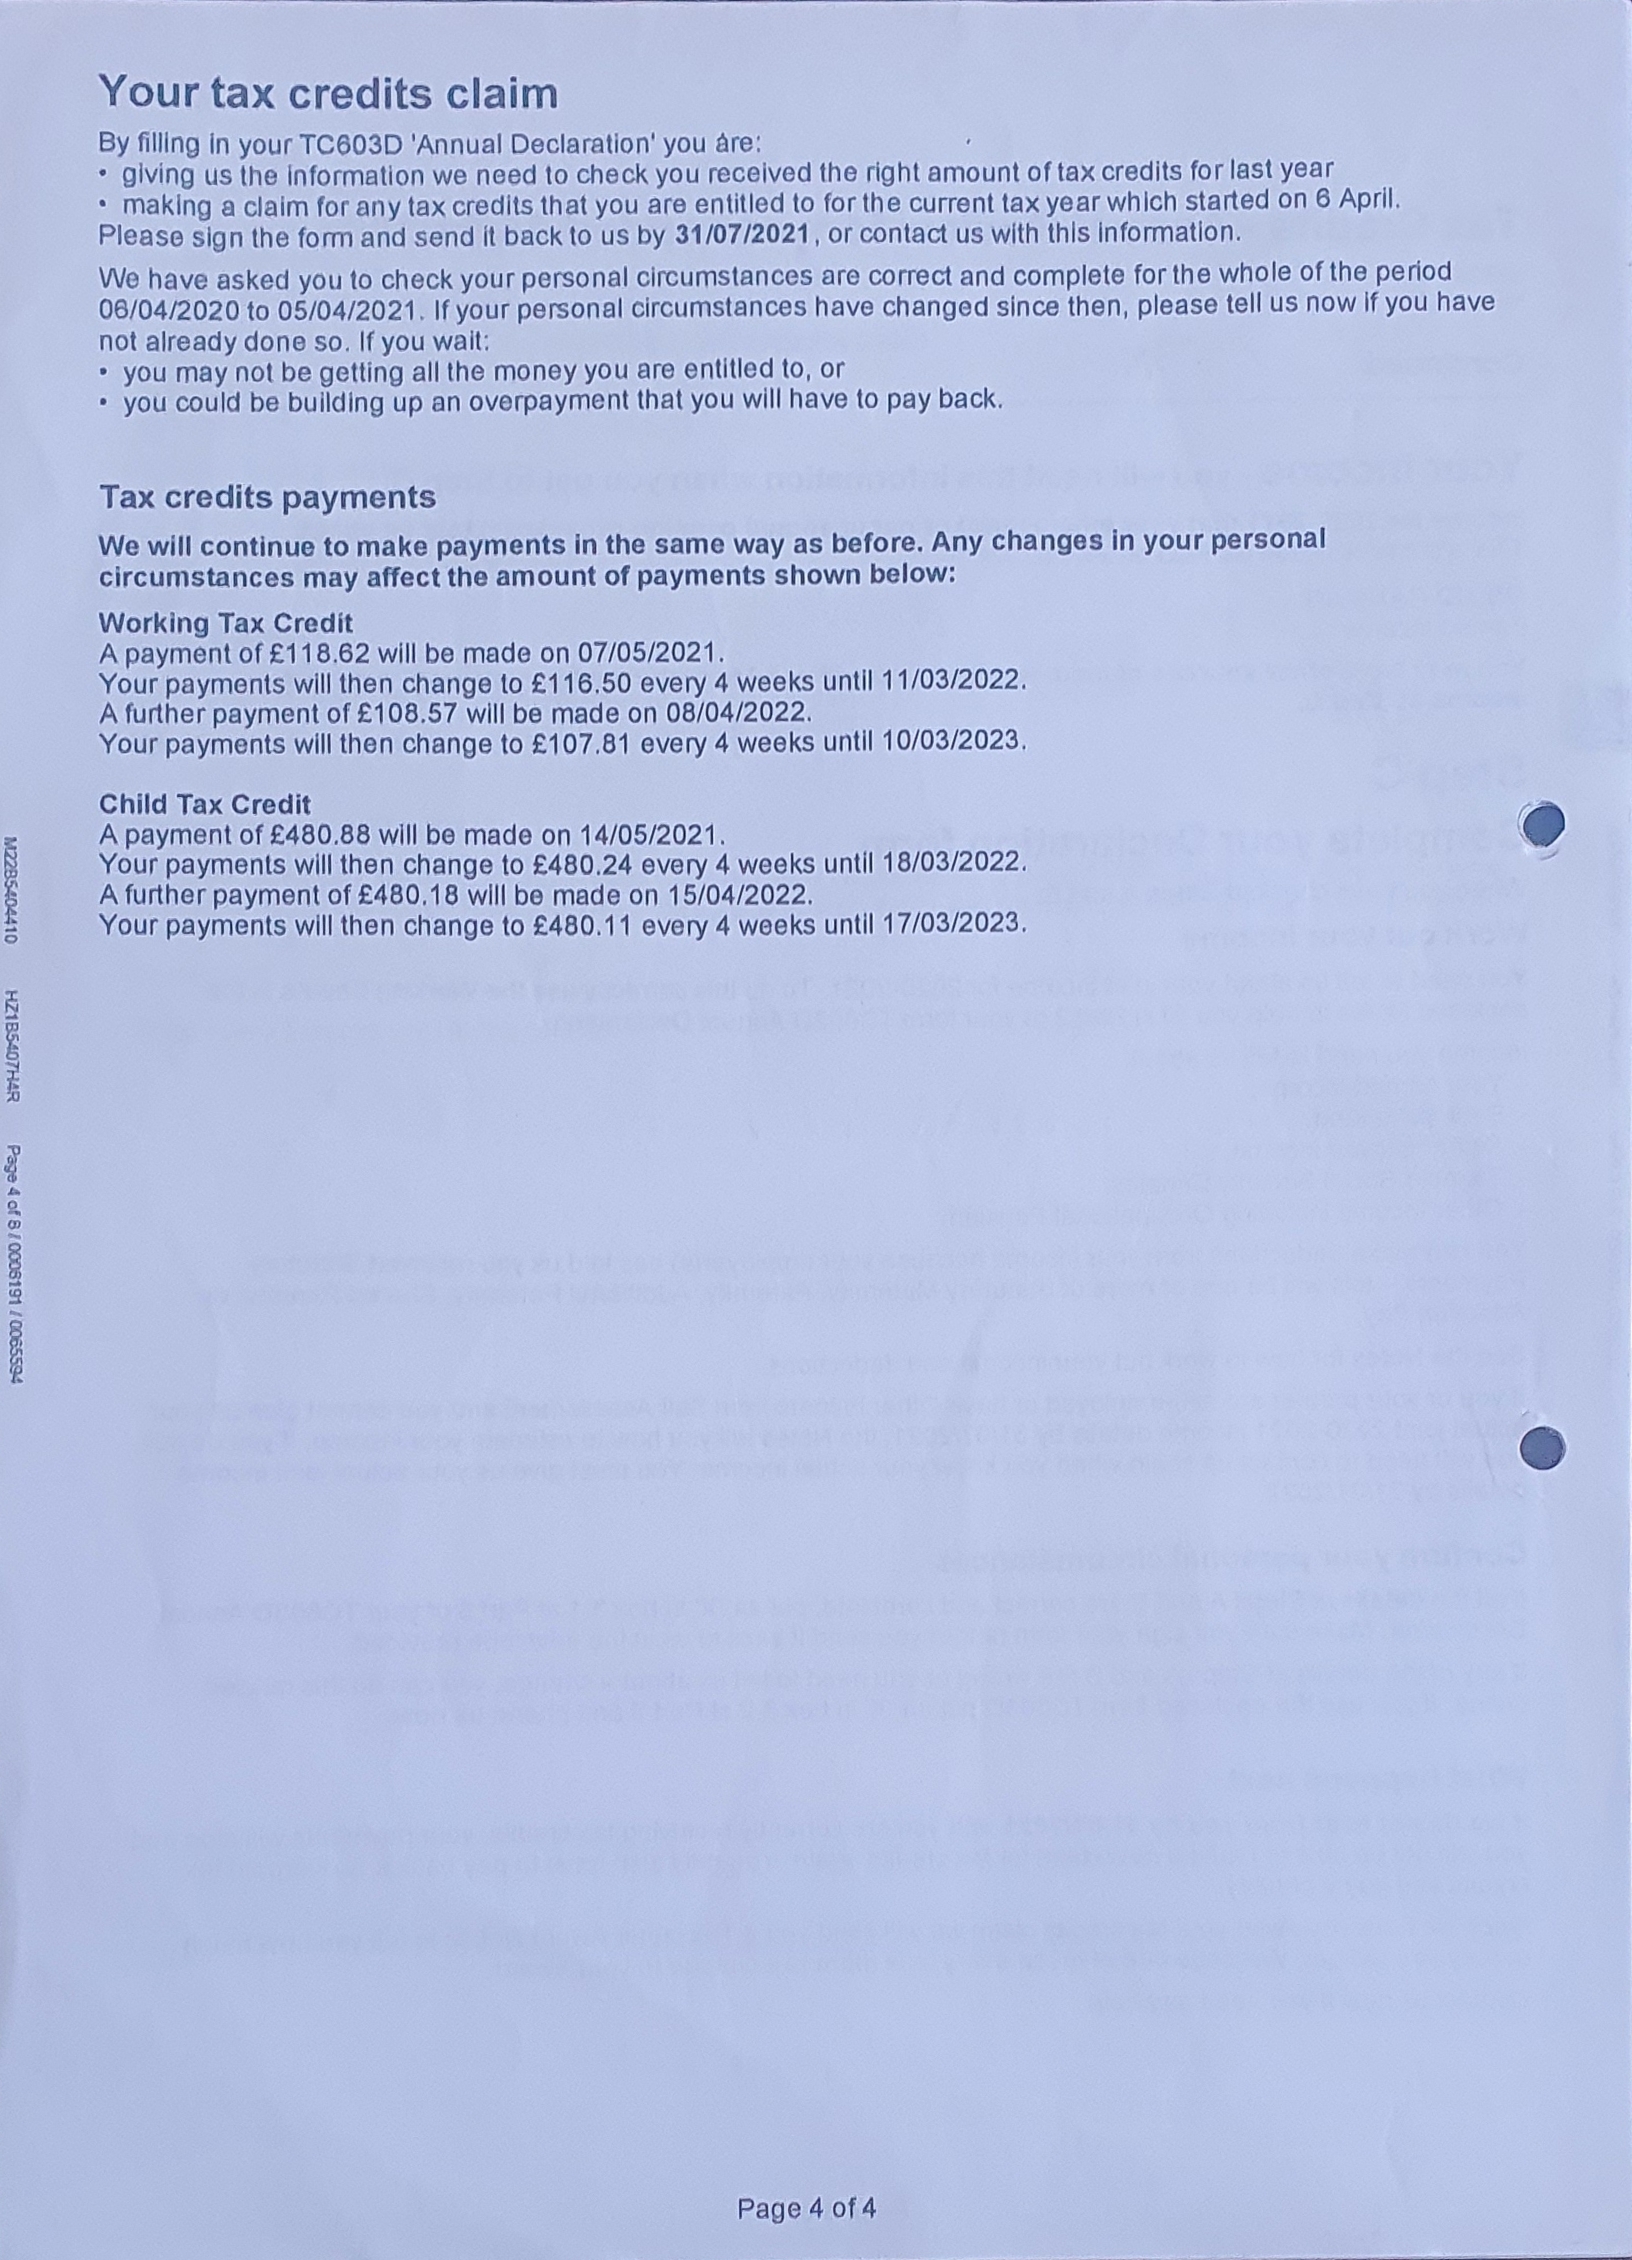 Your tax credits claim
By filling in your TC603D 'Annual Declaration' you are:
• giving us the information we need to check you received the right amount of tax credits for last year
• making a claim for any tax credits that you are entitled to for the current tax year which started on 6 April.
Please sign the form and send it back to us by 31/07/2021, or contact us with this information.
We have asked you to check your personal circumstances are correct and complete for the whole of the period
06/04/2020 to 05/04/2021. If your personal circumstances have changed since then, please tell us now if you have
not already done so. If you wait:
• you may not be getting all the money you are entitled to, or
• you could be building up an overpayment that you will have to pay back.
Tax credits payments
We will continue to make payments in the same way as before. Any changes in your personal
circumstances may affect the amount of payments shown below:
Working Tax Credit
A payment of £118.62 will be made on 07/05/2021.
Your payments will then change to £116.50 every 4 weeks until 11/03/2022.
A further payment of £108.57 will be made on 08/04/2022.
Your payments will then change to £107.81 every 4 weeks until 10/03/2023.
Child Tax Credit
A payment of £480.88 will be made on 14/05/2021.
Your payments will then change to £480.24 every 4 weeks until 18/03/2022.
A further payment of £480.18 will be made on 15/04/2022.
Your payments will then change to £480.11 every 4 weeks until 17/03/2023.
M22B5404410 HZ1B5407H4R Page 4 of 8 / 0008191 / 0065594
Page 4 of 4